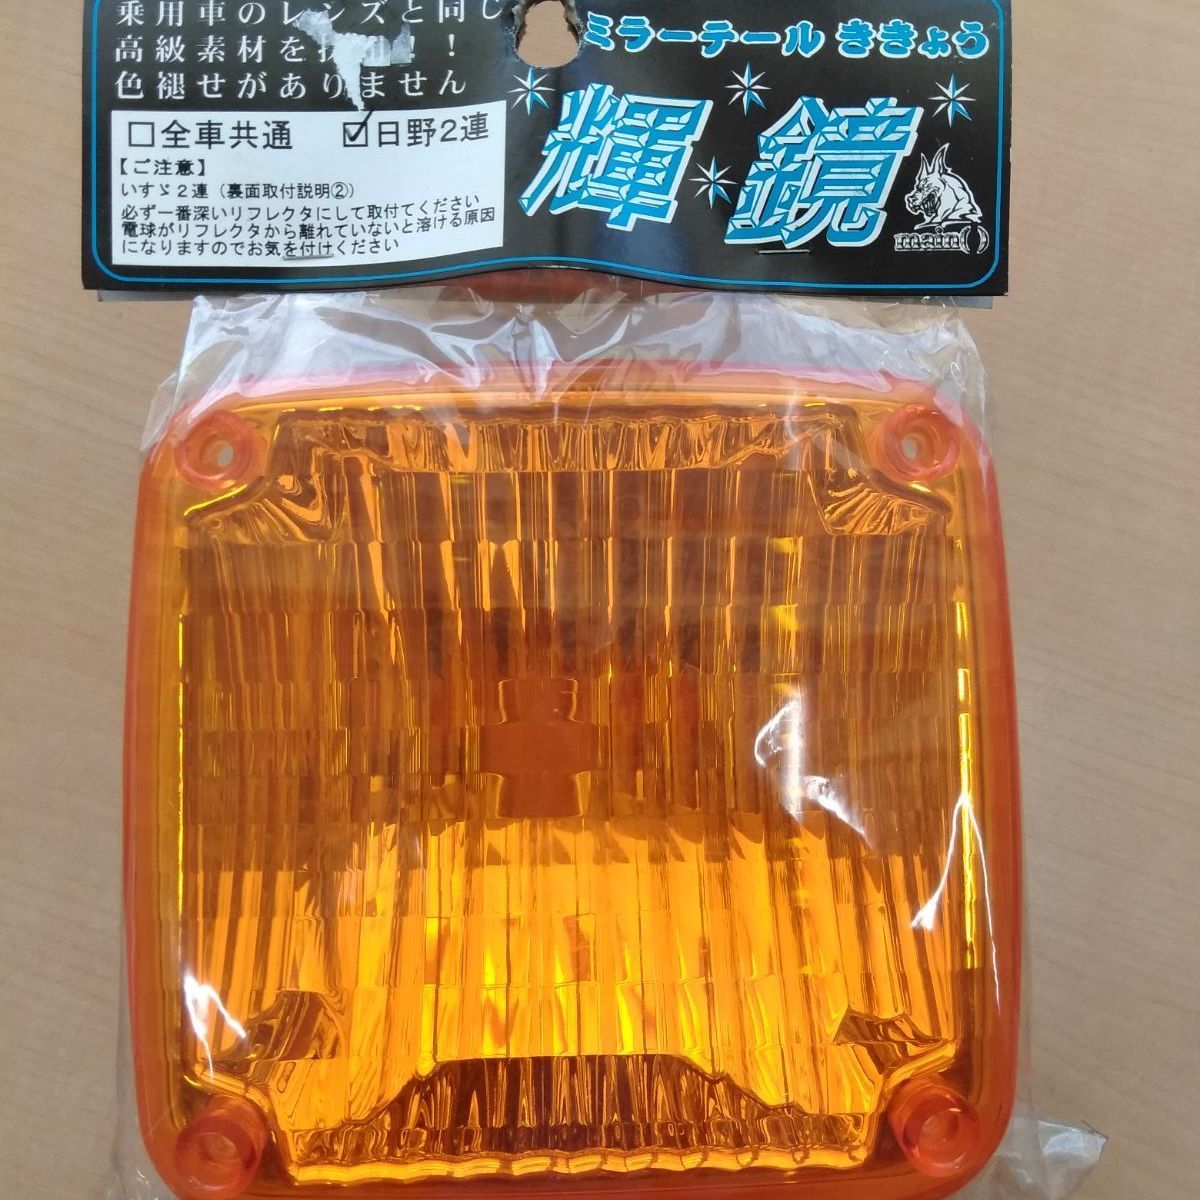 乗用車のレンズと同じ
高級素材を採用！！
色褪せがありません
ミラーテール ききょう
輝鏡
□全車共通 ☑日野2連
【ご注意】
いすゞ２連（裏面取付説明②）
必ず一番深いリフレクタにして取付てください
電球がリフレクタから離れていないと溶ける原因
になりますのでお気を付けください
main()